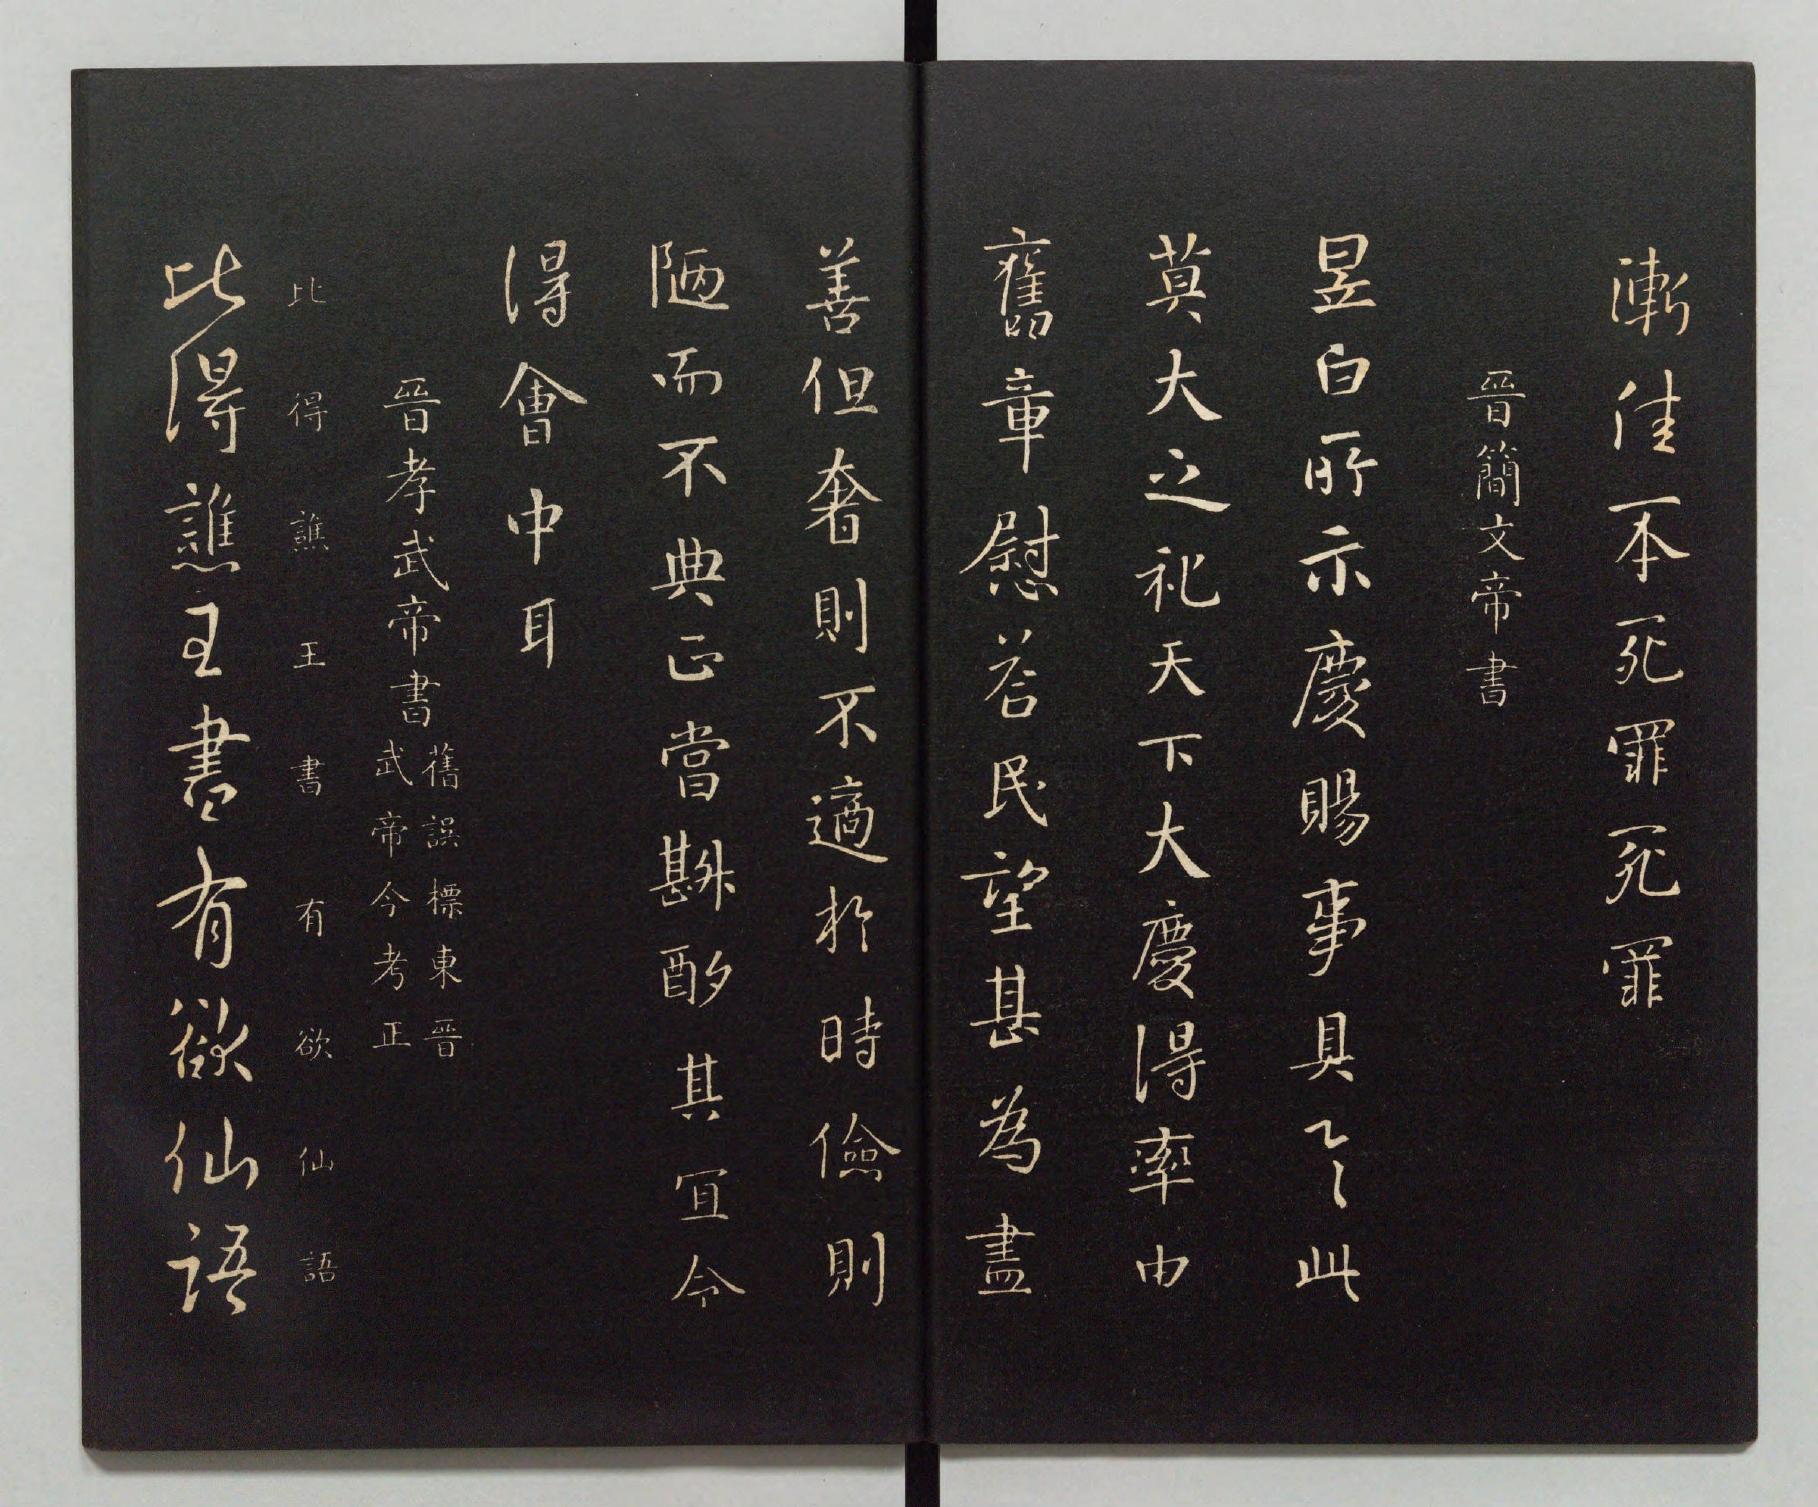 漸佳不死罪死罪
晉簡文帝書
昱白所示慶賜事具之此
莫大之祀天下大慶得率由
舊章慰答民望甚為盡
善但奢則不適於時儉則
陋而不典正當斟酌其宜令
得會中耳
晉孝武帝書
舊誤標東晉
武帝今考正
比得譙王書有欲仙語
比得譙王書有欲仙語